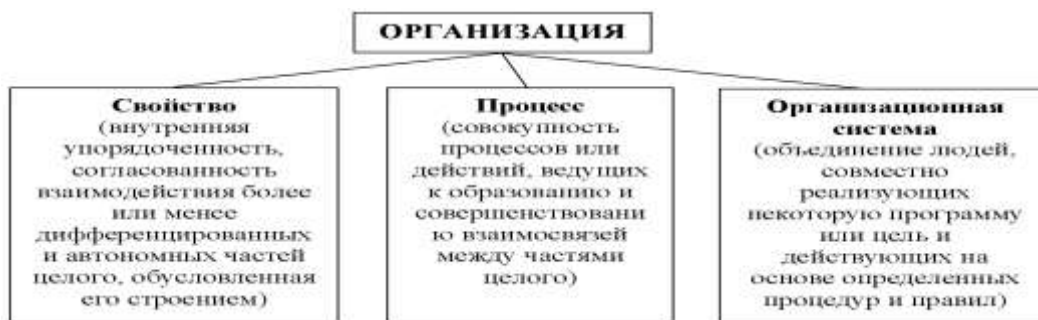 ОРГАНИЗАЦИЯ
Свойство
(внутренняя
упорядоченность,
согласованность
взаимодействия более
или менее
дифференцированных
и автономных частей
целого, обусловленная
его строением)
Процесс
(совокупность
процессов или
действий, ведущих
к образованию и
совершенствовани
ю взаимосвязей
между частями
целого)
Организационная
система
(объединение людей,
совместно
реализующих
некоторую программу
или цель и
действующих на
основе определенных
процедур и правил)